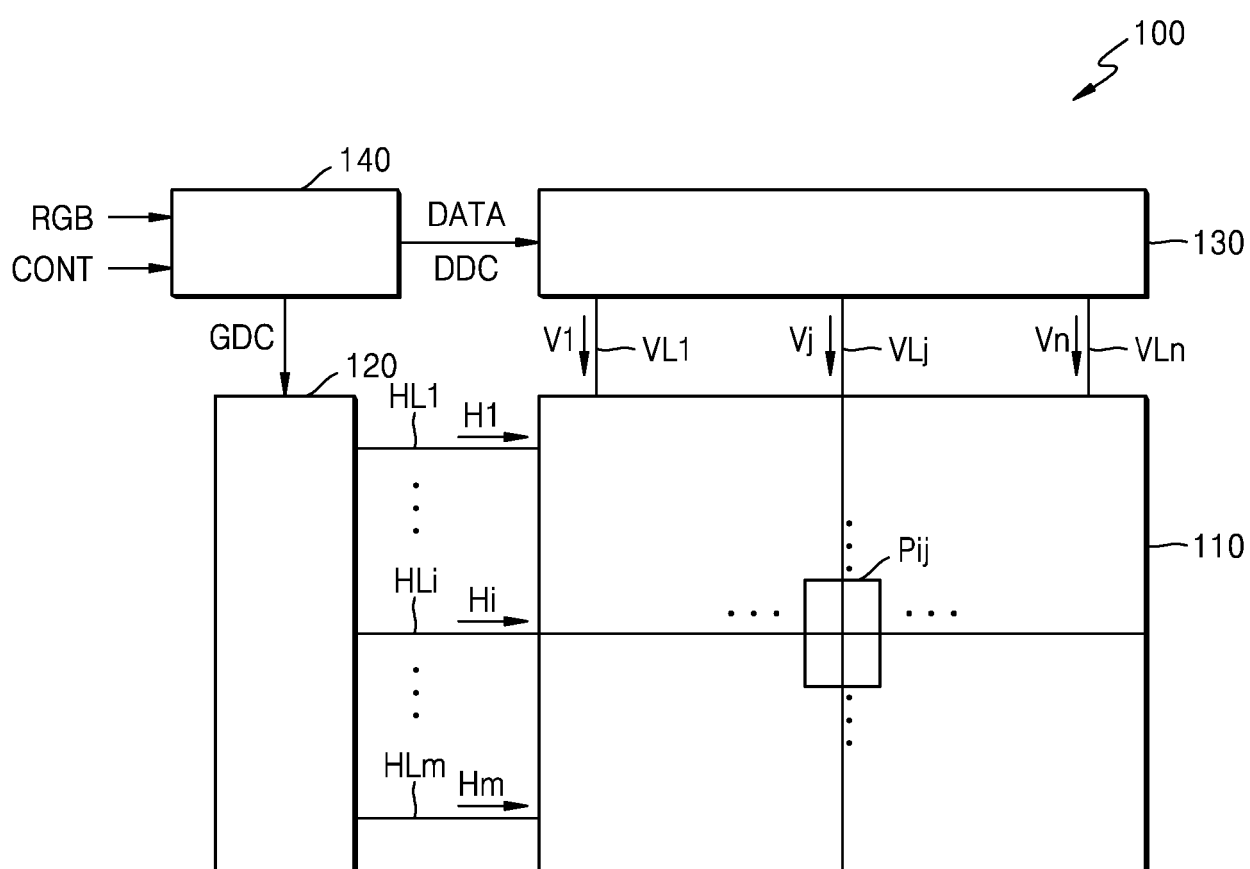 100
140
RGB
DATA
130
CONT
DDC
GDC
V1
VL1
Vj
VLj
Vn
VLn
120
HL1
H1
Pij
110
HLi
Hi
HLm
Hm